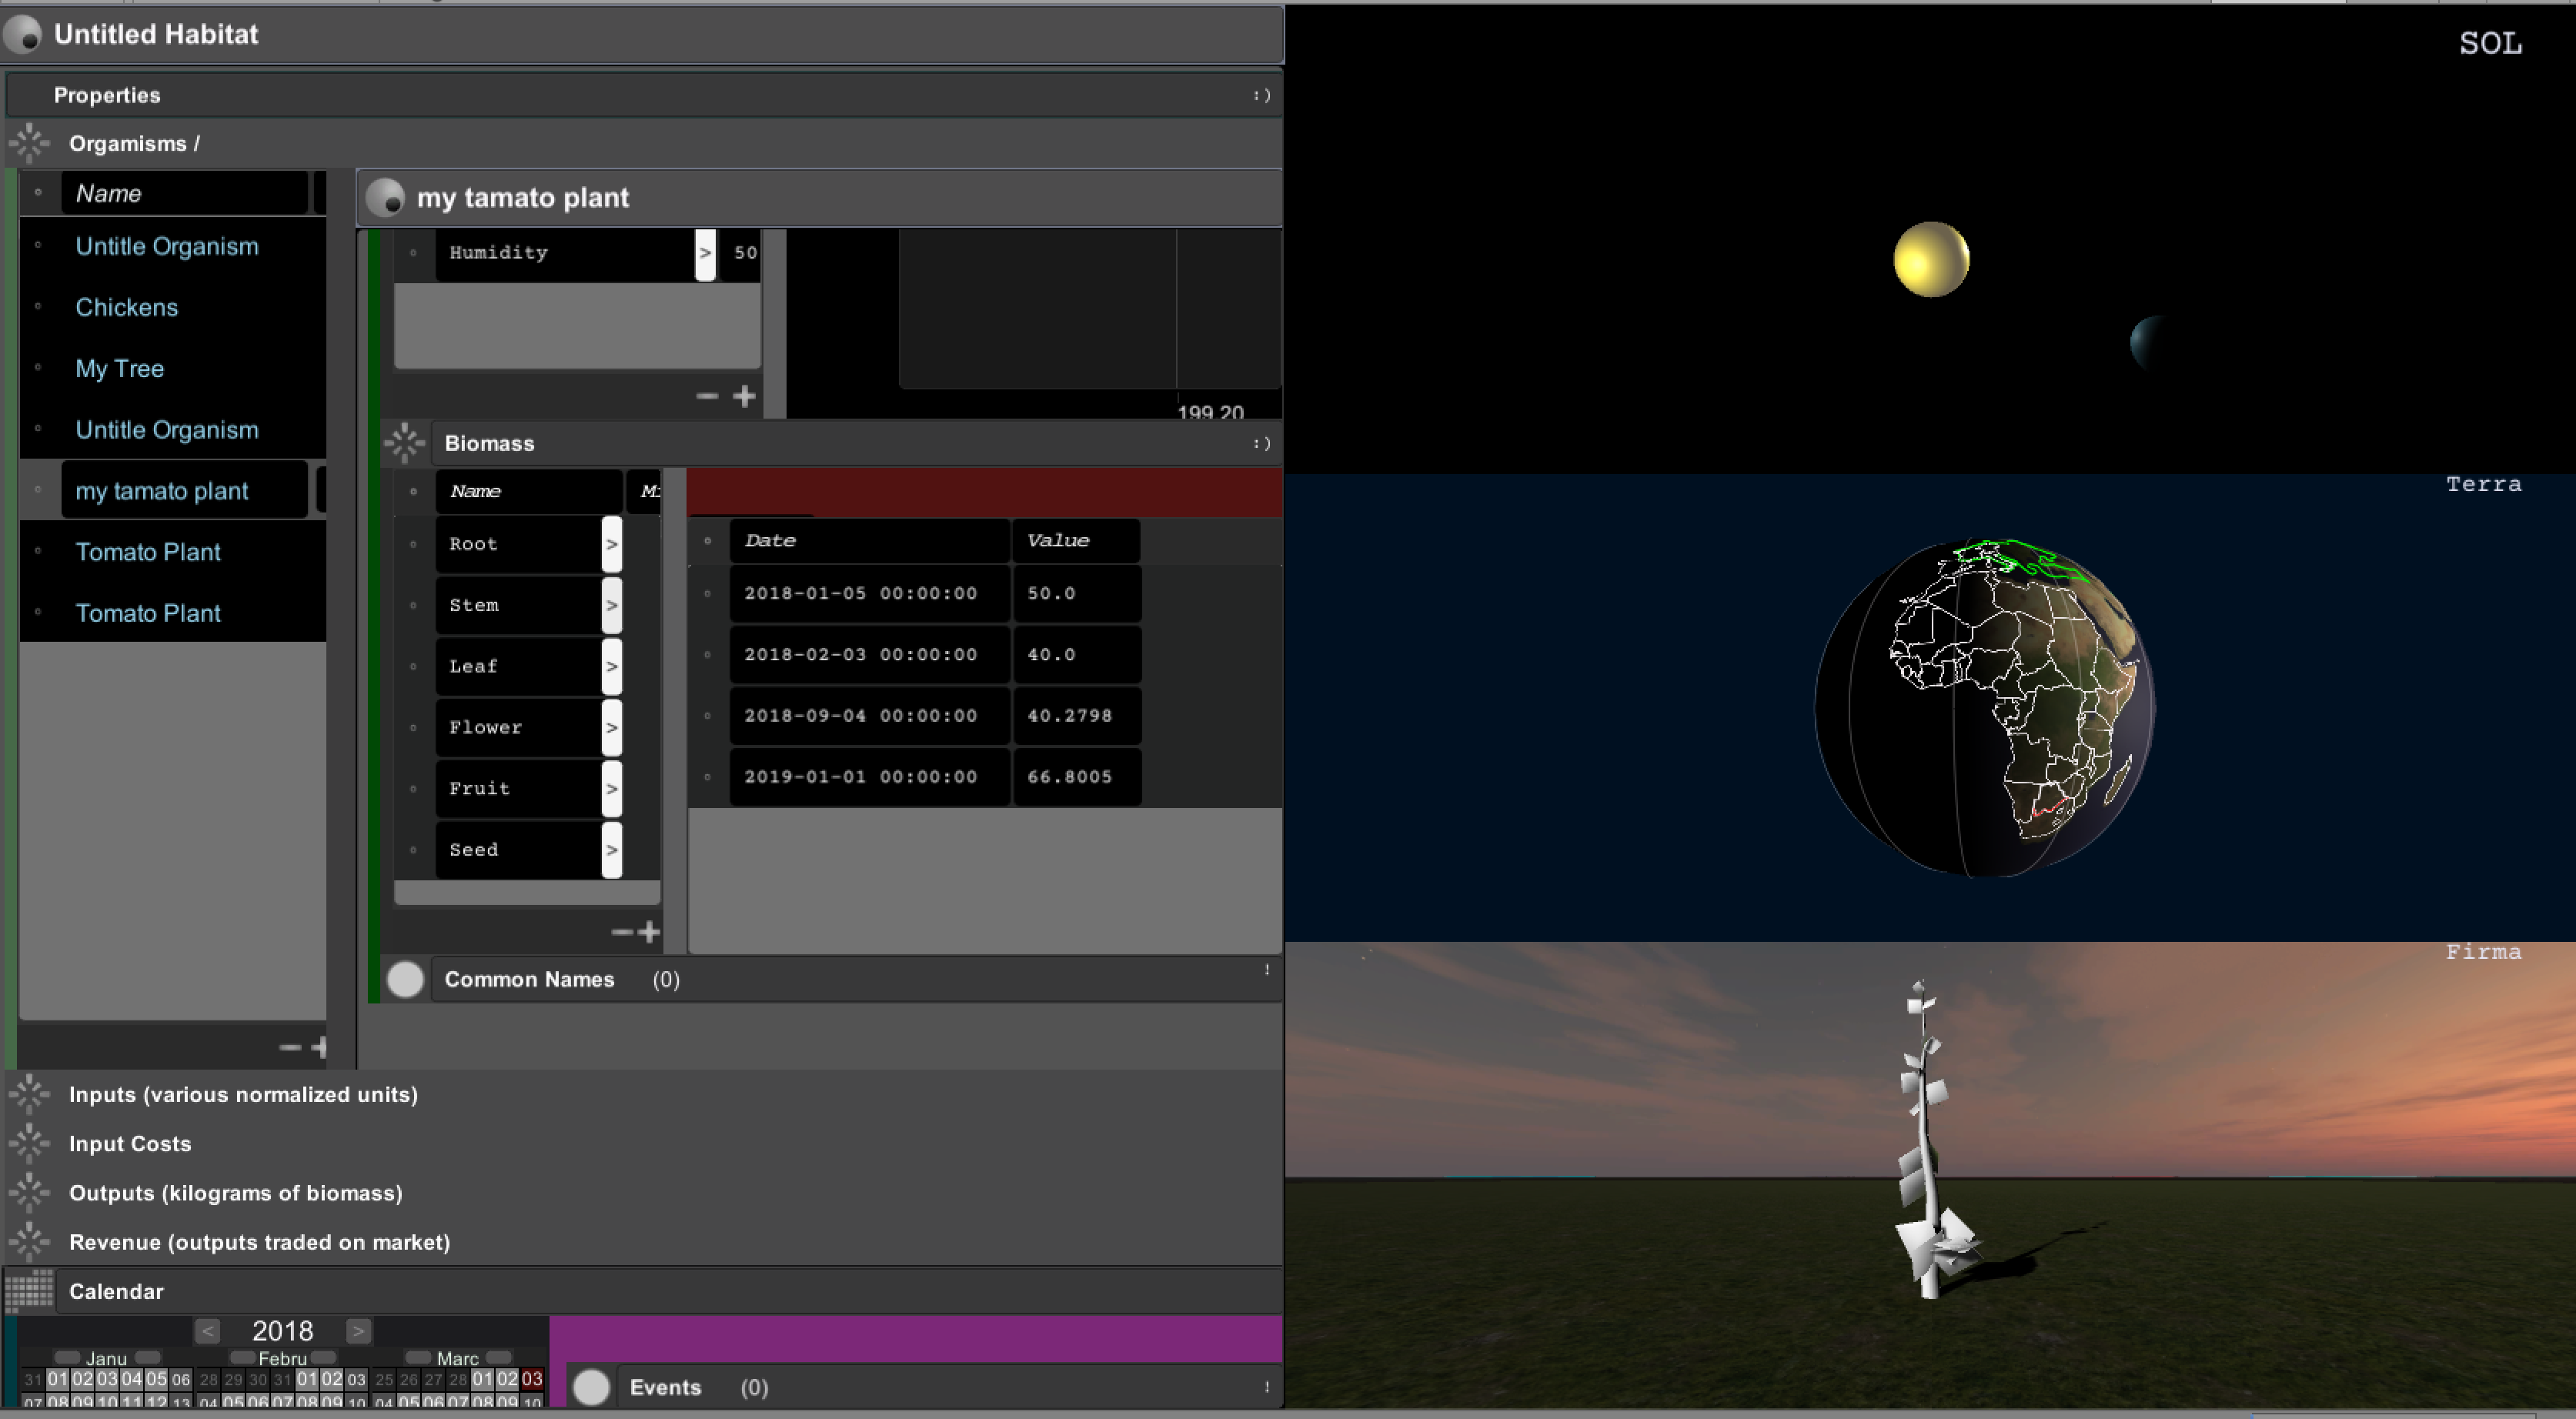 Untitled Habitat
Properties :)
Orgamisms /
Name
Untitle Organism
Chickens
My Tree
Untitle Organism
my tamato plant
Tomato Plant
Tomato Plant
− +
my tamato plant
Humidity > 50
− +
199.20
Biomass :)
Name
Root >
Stem >
Leaf >
Flower >
Fruit >
Seed >
− +
Date Value
2018-01-05 00:00:00 50.0
2018-02-03 00:00:00 40.0
2018-09-04 00:00:00 40.2798
2019-01-01 00:00:00 66.8005
Common Names (0) !
Inputs (various normalized units)
Input Costs
Outputs (kilograms of biomass)
Revenue (outputs traded on market)
Calendar
< 2018 >
Janu Febru Marc
31 01 02 03 04 05 06 28 29 30 31 01 02 03 25 26 27 28 01 02 03
07 08 09 10 11 12 13 04 05 06 07 08 09 10 04 05 06 07 08 09 10
Events (0) !
SOL
Terra
Firma